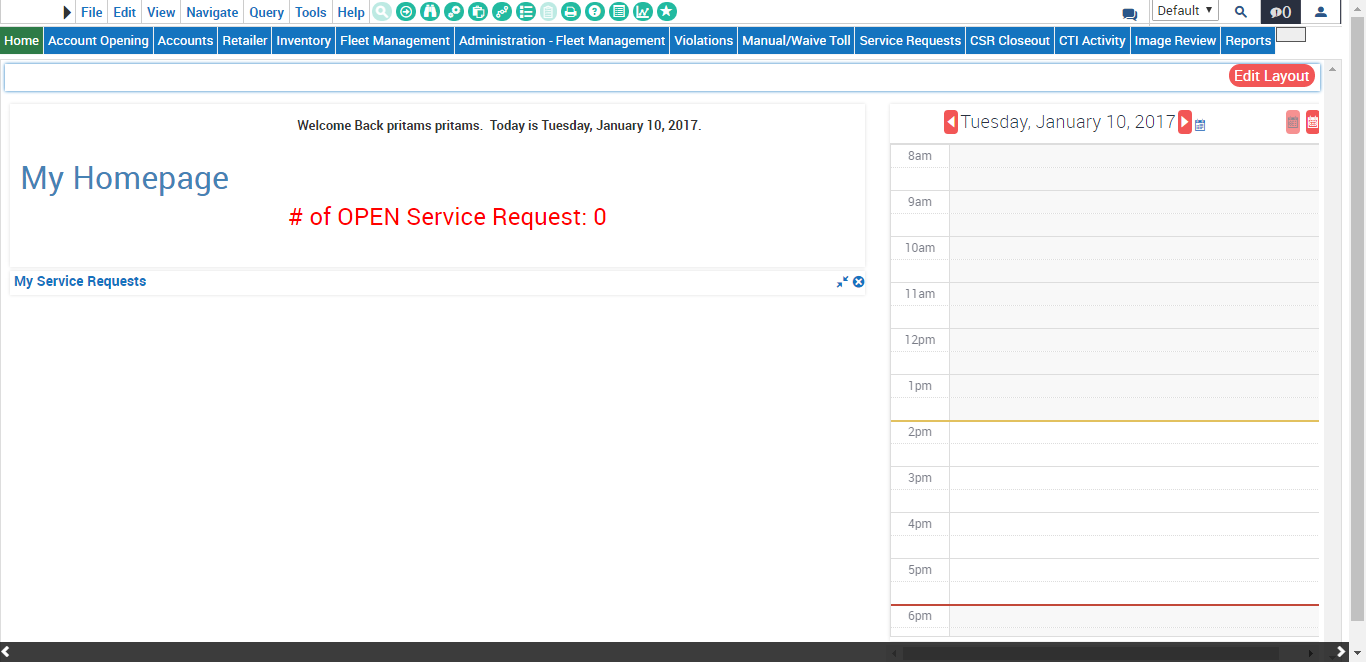 File Edit View Navigate Query Tools Help Default 0
Home Account Opening Accounts Retailer Inventory Fleet Management Administration - Fleet Management Violations Manual/Waive Toll Service Requests CSR Closeout CTI Activity Image Review Reports
Edit Layout
Welcome Back pritams pritams. Today is Tuesday, January 10, 2017.
My Homepage
# of OPEN Service Request: 0
My Service Requests
Tuesday, January 10, 2017
8am
9am
10am
11am
12pm
1pm
2pm
3pm
4pm
5pm
6pm